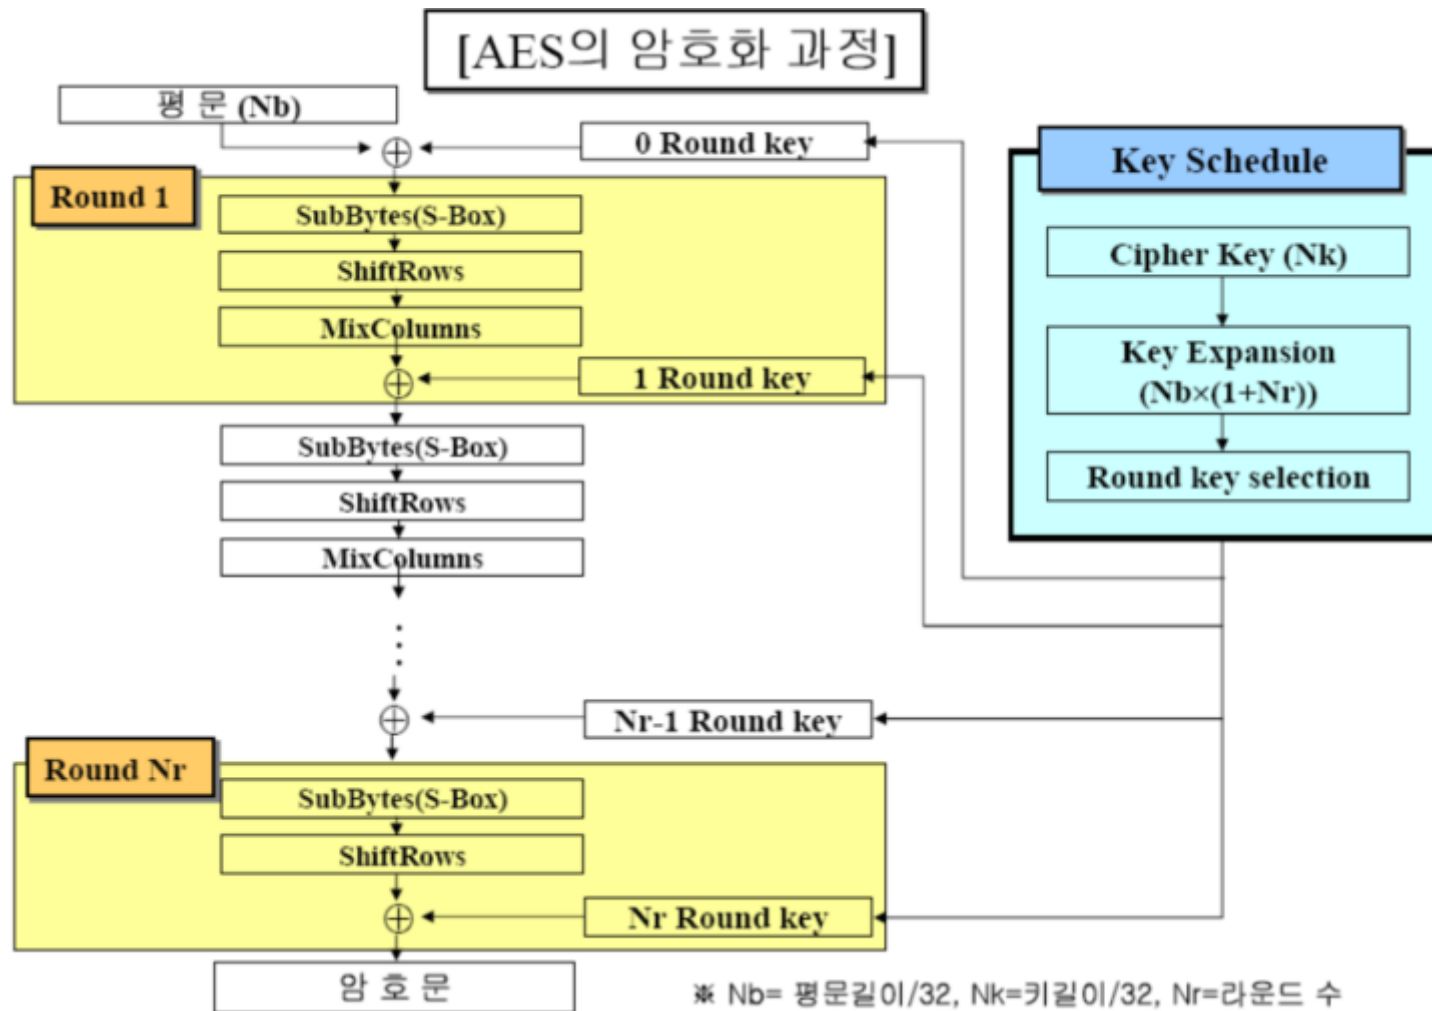 [AES의 암호화 과정]
평 문 (Nb)
0 Round key
Round 1
SubBytes(S-Box)
ShiftRows
MixColumns
1 Round key
SubBytes(S-Box)
ShiftRows
MixColumns
Nr-1 Round key
Round Nr
SubBytes(S-Box)
ShiftRows
Nr Round key
암 호 문
Key Schedule
Cipher Key (Nk)
Key Expansion
(Nb×(1+Nr))
Round key selection
※ Nb= 평문길이/32, Nk=키길이/32, Nr=라운드 수